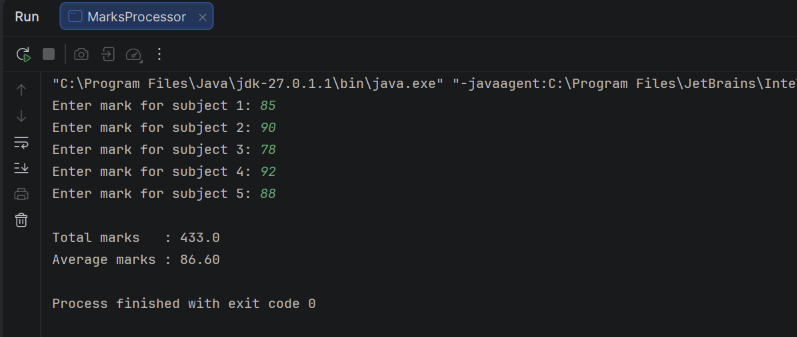 Run MarksProcessor
"C:\Program Files\Java\jdk-27.0.1.1\bin\java.exe" "-javaagent:C:\Program Files\JetBrains\Inte
Enter mark for subject 1: 85
Enter mark for subject 2: 90
Enter mark for subject 3: 78
Enter mark for subject 4: 92
Enter mark for subject 5: 88
Total marks   : 433.0
Average marks : 86.60
Process finished with exit code 0